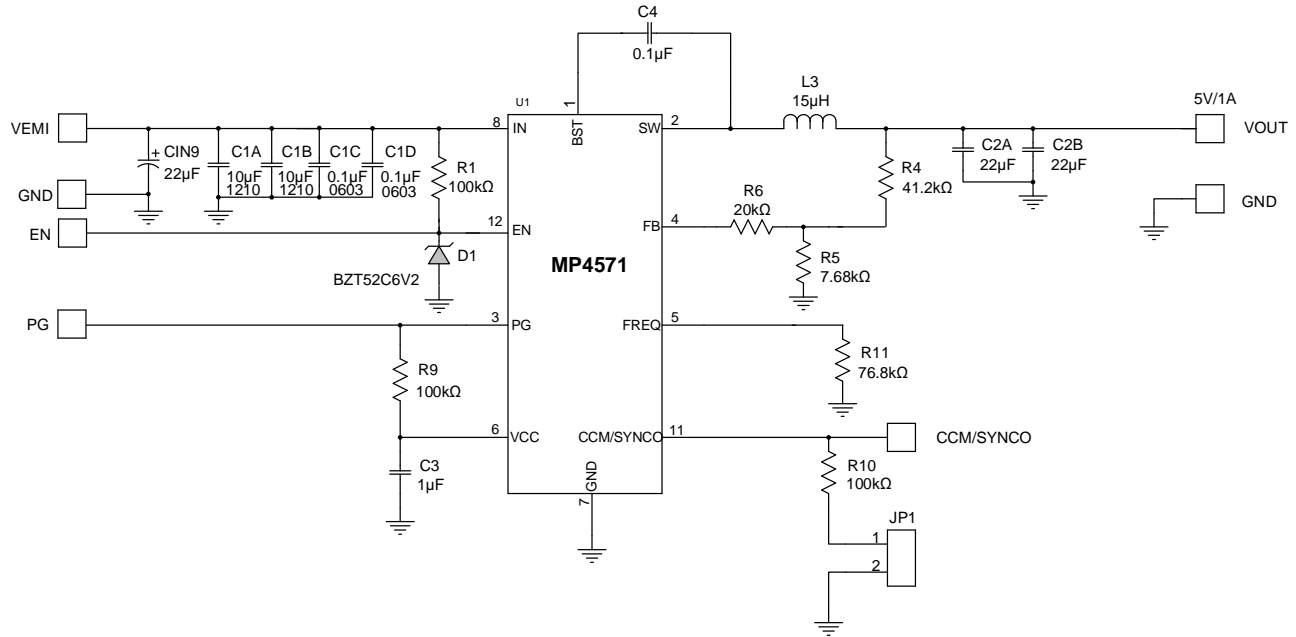 C4
0.1µF
L3
15µH
5V/1A
U1
1
BST
VEMI
8
IN
SW
2
VOUT
+
CIN9
22µF
C1A
10µF
1210
C1B
10µF
1210
C1C
0.1µF
0603
C1D
0.1µF
0603
R1
100kΩ
R4
41.2kΩ
C2A
22µF
C2B
22µF
GND
GND
R6
20kΩ
EN
12
EN
FB
4
D1
BZT52C6V2
MP4571
R5
7.68kΩ
PG
3
PG
FREQ
5
R9
100kΩ
R11
76.8kΩ
6
VCC
CCM/SYNCO
11
CCM/SYNCO
C3
1µF
GND
7
R10
100kΩ
JP1
1
2